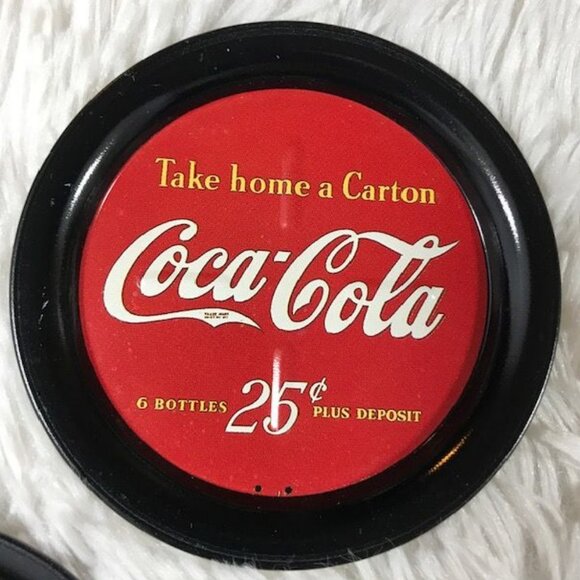 Take home a Carton
Coca-Cola
6 BOTTLES 25¢ PLUS DEPOSIT